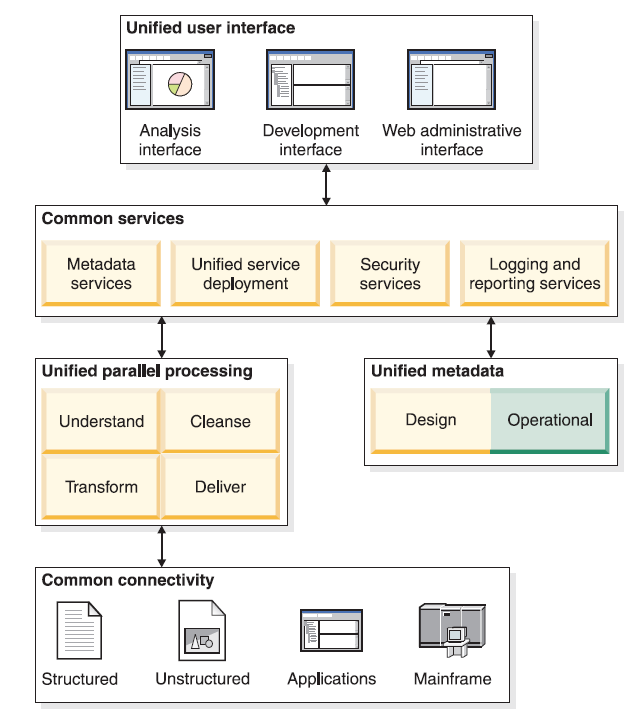 Unified user interface
Analysis
interface
Development
interface
Web administrative
interface
Common services
Metadata
services
Unified service
deployment
Security
services
Logging and
reporting services
Unified parallel processing
Understand
Cleanse
Transform
Deliver
Unified metadata
Design
Operational
Common connectivity
Structured
Unstructured
Applications
Mainframe